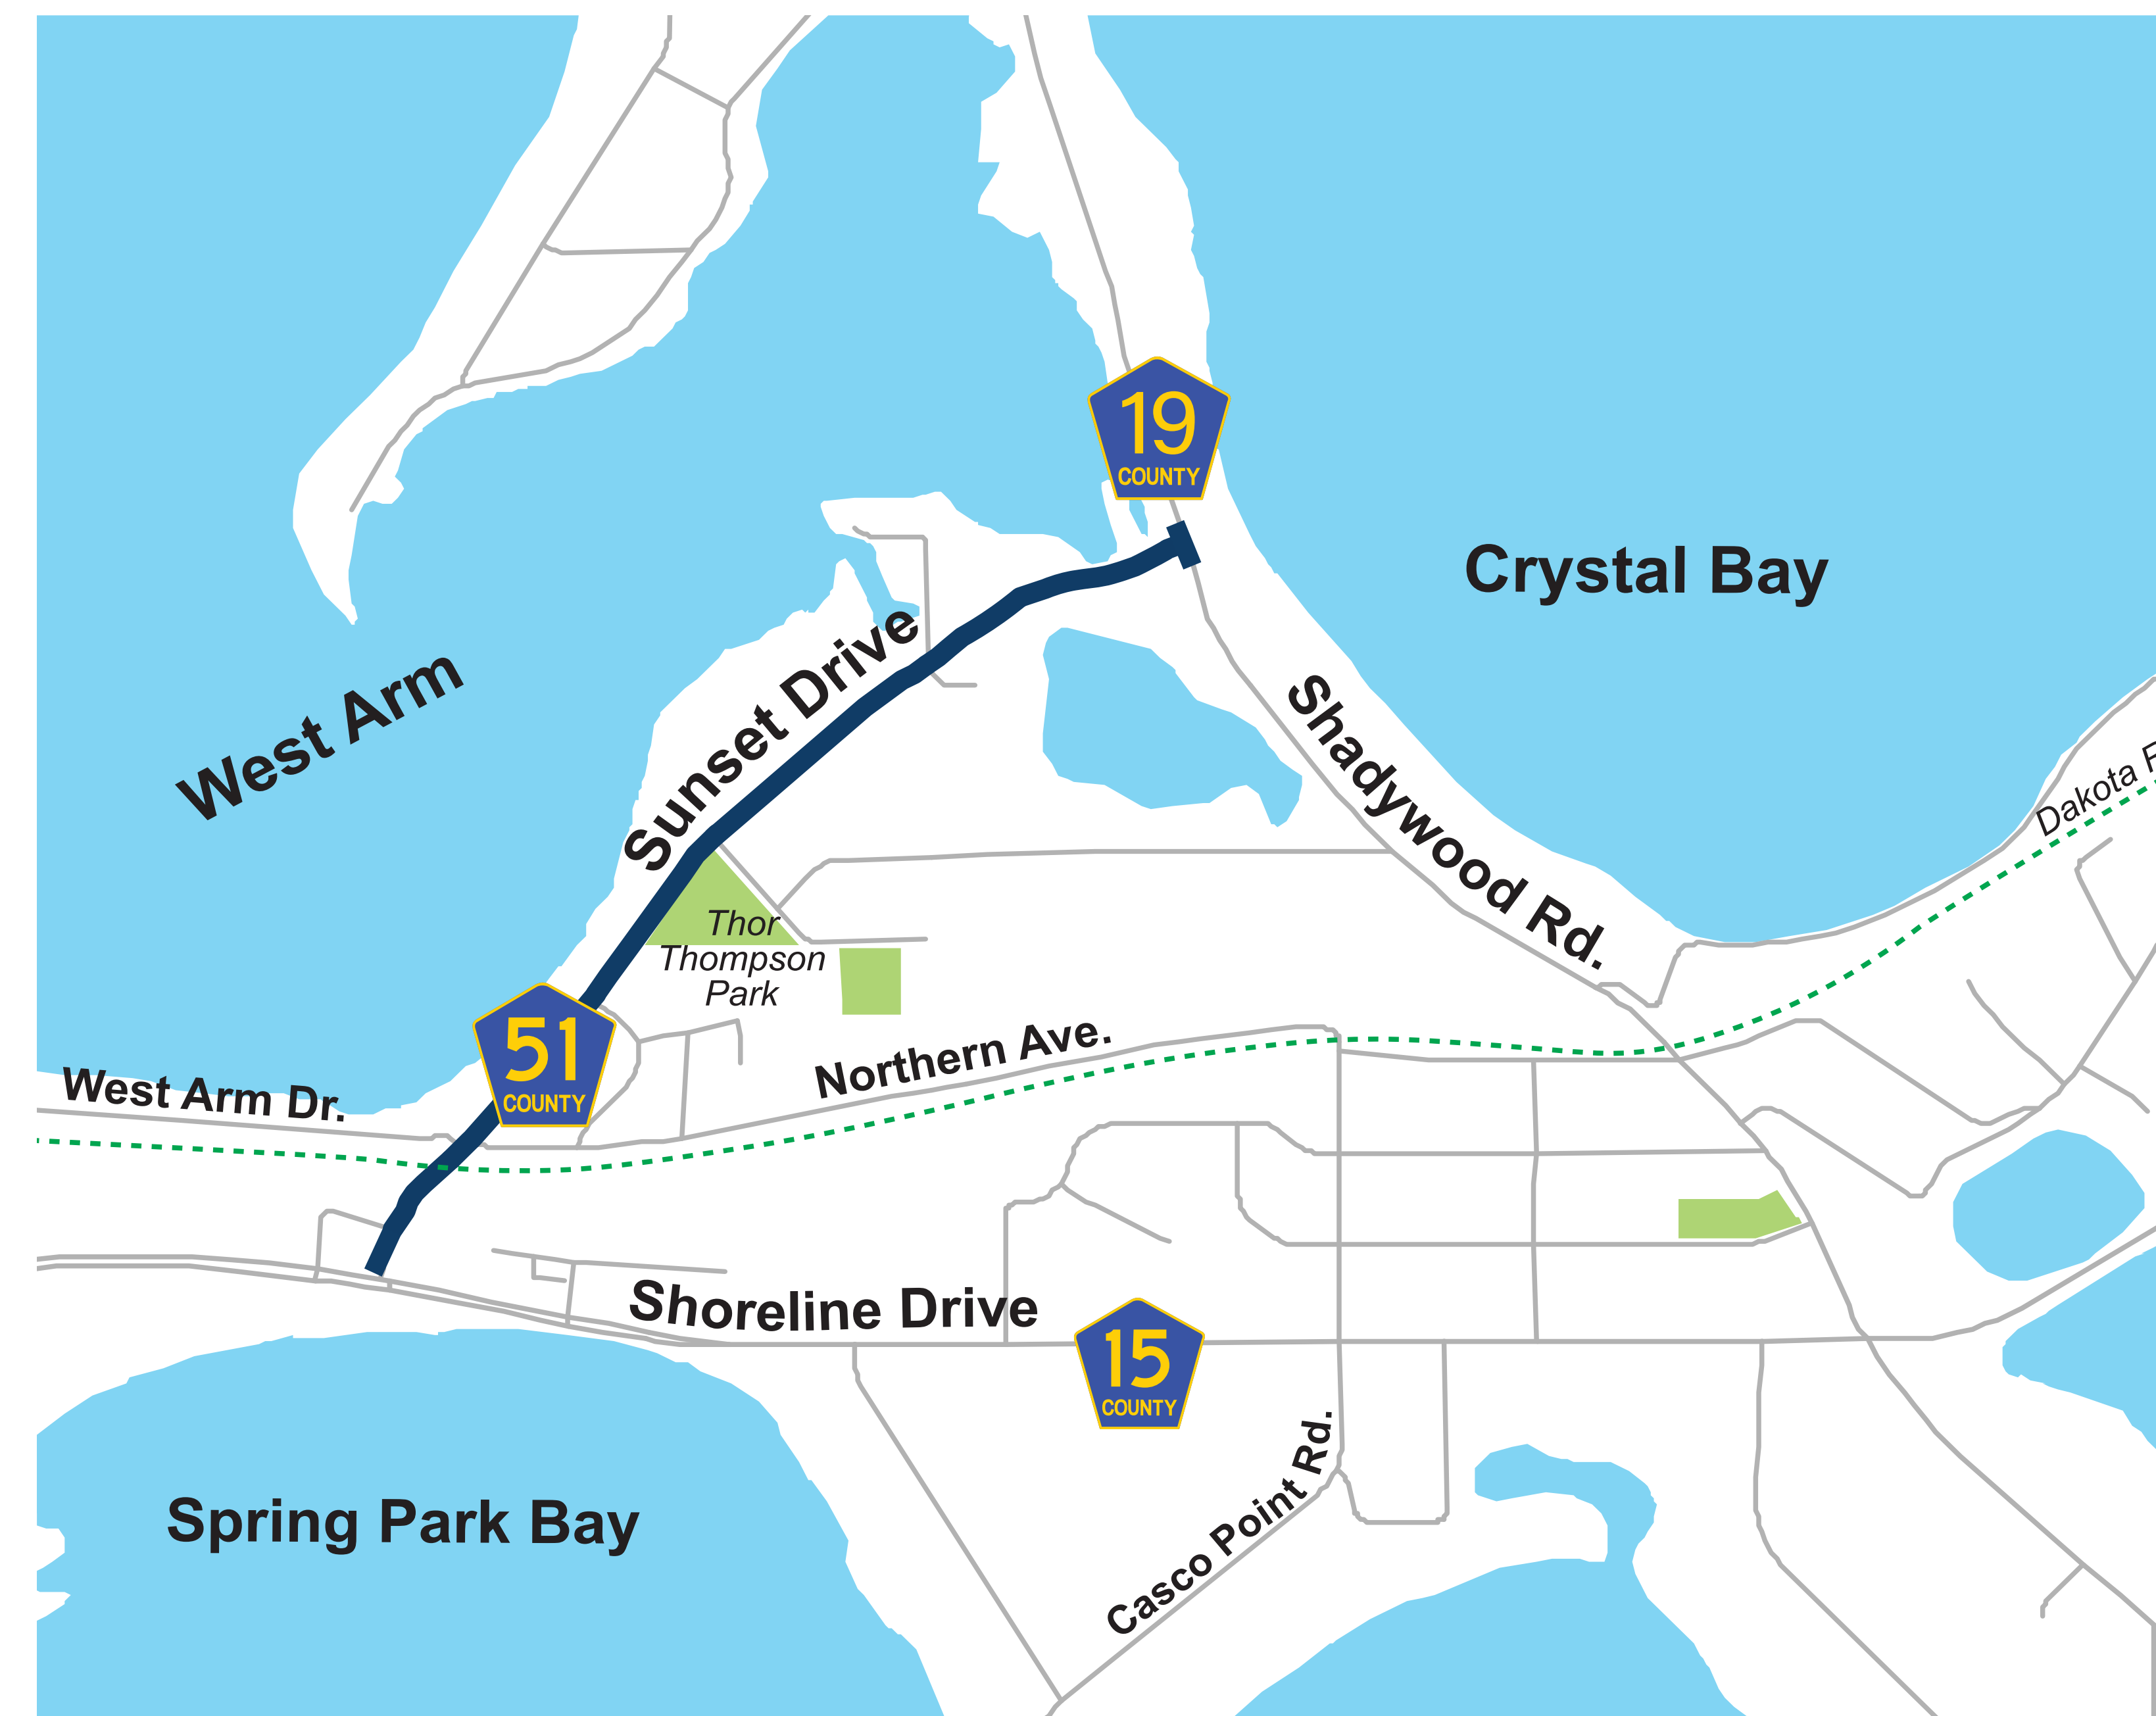 19
COUNTY
Crystal Bay
West Arm
Sunset Drive
Shadywood Rd.
Dakota
Thor
Thompson
Park
51
COUNTY
Northern Ave.
West Arm Dr.
Shoreline Drive
15
COUNTY
Casco Point Rd.
Spring Park Bay